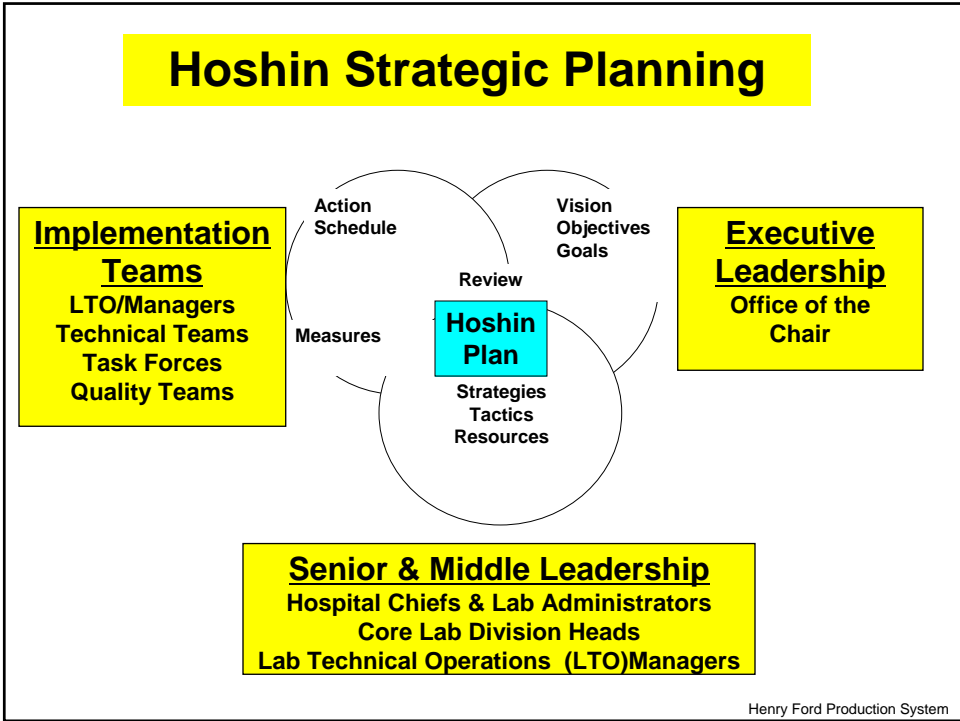 Hoshin Strategic Planning
Action
Schedule
Vision
Objectives
Goals
Implementation
Teams
LTO/Managers
Technical Teams
Task Forces
Quality Teams
Executive
Leadership
Office of the
Chair
Review
Measures
Hoshin
Plan
Strategies
Tactics
Resources
Senior & Middle Leadership
Hospital Chiefs & Lab Administrators
Core Lab Division Heads
Lab Technical Operations (LTO)Managers
Henry Ford Production System